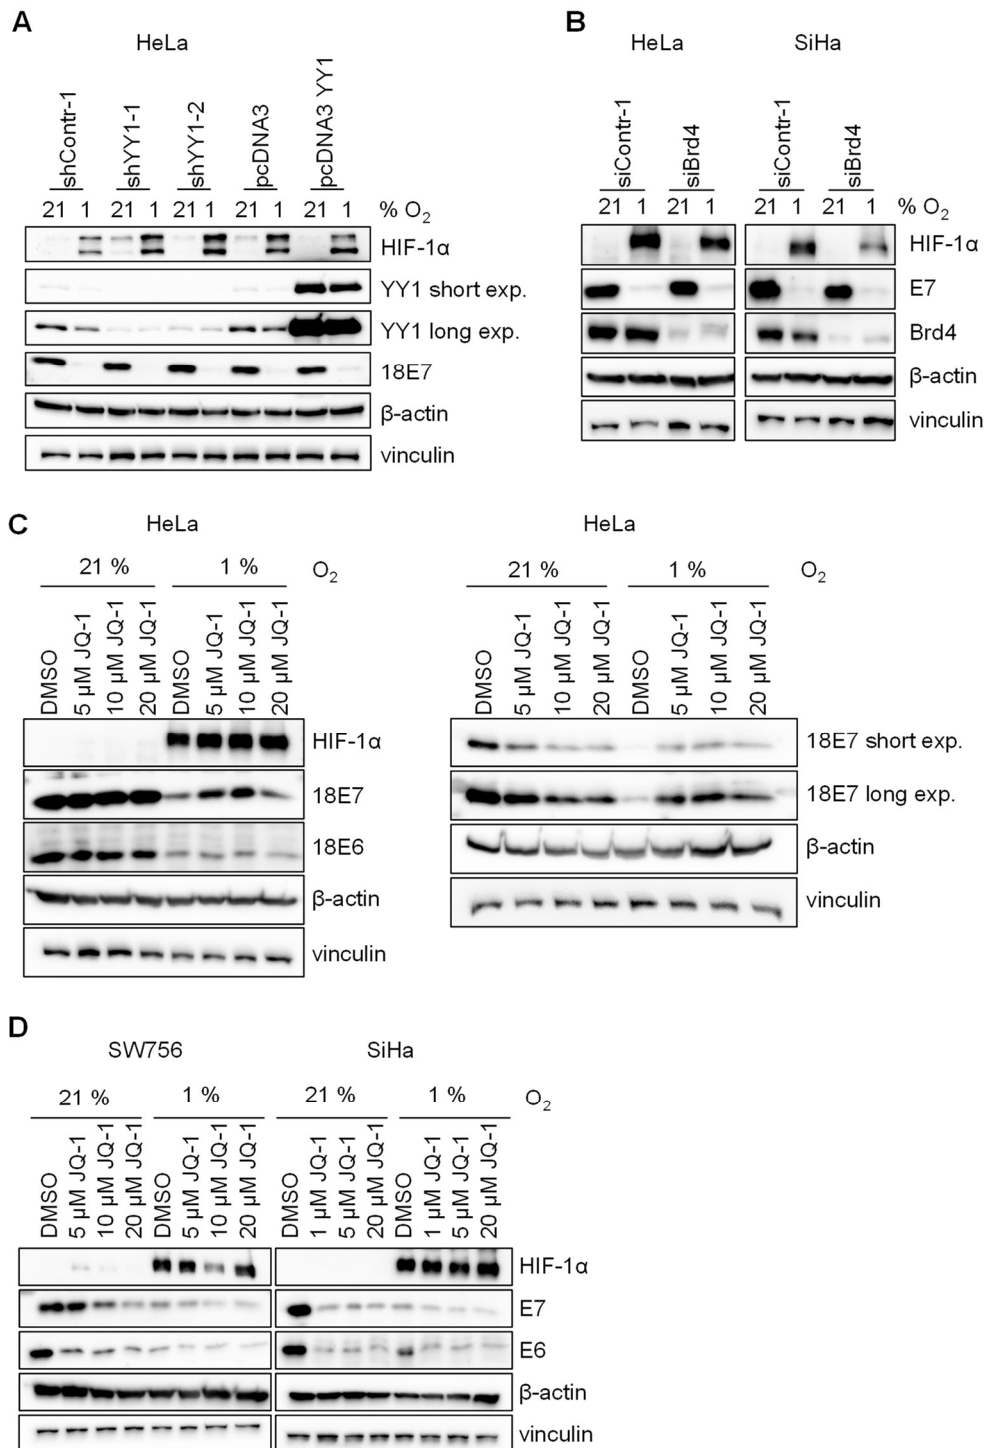 A
HeLa
shContr-1 shYY1-1 shYY1-2 pcDNA3 pcDNA3 YY1
21 1 21 1 21 1 21 1 21 1 % O2
HIF-1α
YY1 short exp.
YY1 long exp.
18E7
β-actin
vinculin
B
HeLa SiHa
siContr-1 siBrd4 siContr-1 siBrd4
21 1 21 1 21 1 21 1 % O2
HIF-1α
E7
Brd4
β-actin
vinculin
C
HeLa
21 % 1 % O2
DMSO 5 µM JQ-1 10 µM JQ-1 20 µM JQ-1 DMSO 5 µM JQ-1 10 µM JQ-1 20 µM JQ-1
HIF-1α
18E7
18E6
β-actin
vinculin
HeLa
21 % 1 % O2
DMSO 5 µM JQ-1 10 µM JQ-1 20 µM JQ-1 DMSO 5 µM JQ-1 10 µM JQ-1 20 µM JQ-1
18E7 short exp.
18E7 long exp.
β-actin
vinculin
D
SW756 SiHa
21 % 1 % 21 % 1 % O2
DMSO 5 µM JQ-1 10 µM JQ-1 20 µM JQ-1 DMSO 5 µM JQ-1 10 µM JQ-1 20 µM JQ-1 DMSO 1 µM JQ-1 5 µM JQ-1 20 µM JQ-1 DMSO 1 µM JQ-1 5 µM JQ-1 20 µM JQ-1
HIF-1α
E7
E6
β-actin
vinculin